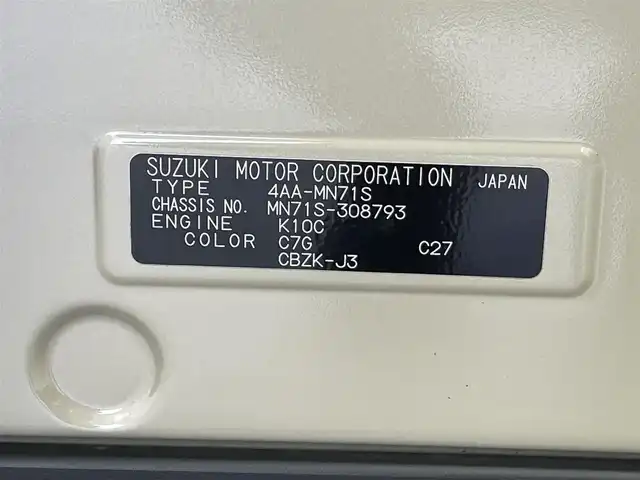 SUZUKI MOTOR CORPORATION JAPAN
TYPE 4AA-MN71S
CHASSIS NO. MN71S-308793
ENGINE K10C
COLOR C7G C27
CBZK-J3